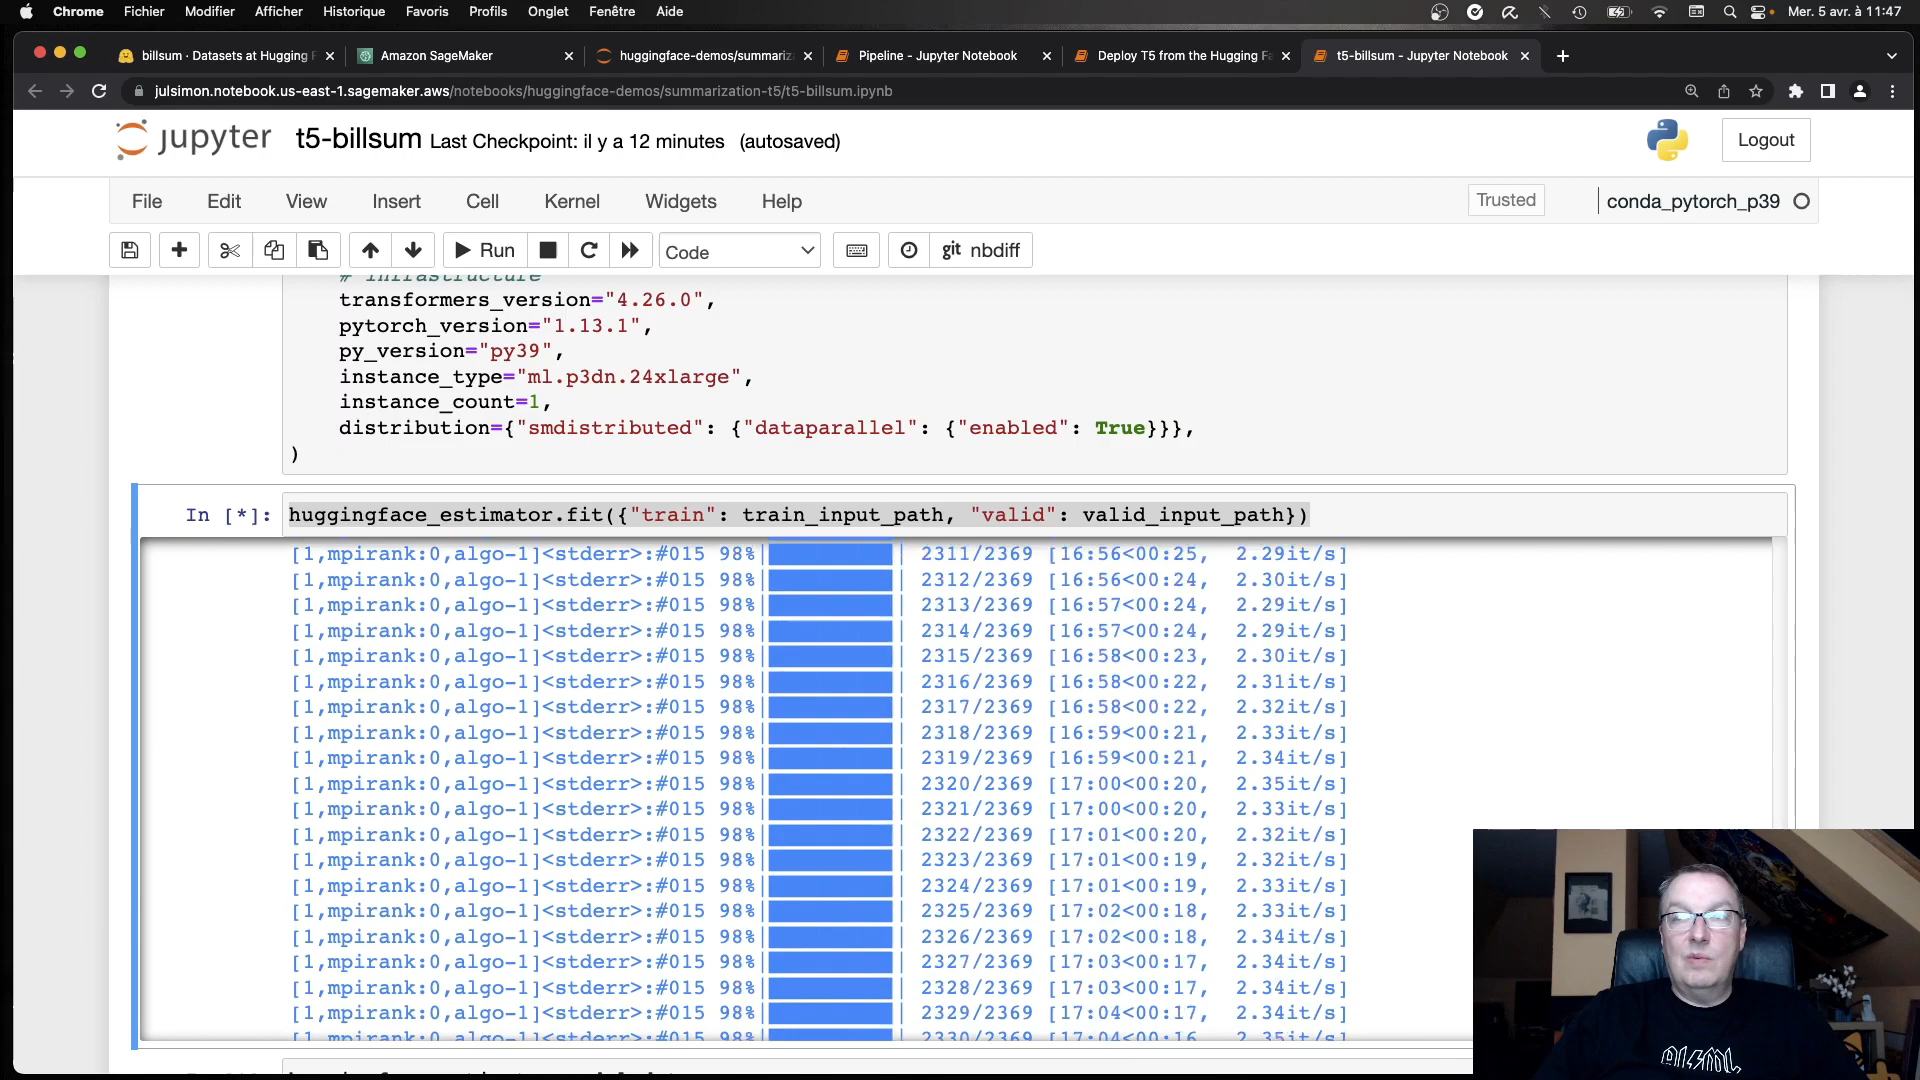 Chrome Fichier Modifier Afficher Historique Favoris Profils Onglet Fenêtre Aide Mer. 5 avr. à 11:47
billsum · Datasets at Hugging F Amazon SageMaker huggingface-demos/summariz Pipeline - Jupyter Notebook Deploy T5 from the Hugging Fa t5-billsum - Jupyter Notebook
julsimon.notebook.us-east-1.sagemaker.aws/notebooks/huggingface-demos/summarization-t5/t5-billsum.ipynb
jupyter t5-billsum Last Checkpoint: il y a 12 minutes (autosaved) Logout
File Edit View Insert Cell Kernel Widgets Help Trusted conda_pytorch_p39
Run Code git nbdiff
# infrastructure
transformers_version="4.26.0",
pytorch_version="1.13.1",
py_version="py39",
instance_type="ml.p3dn.24xlarge",
instance_count=1,
distribution={"smdistributed": {"dataparallel": {"enabled": True}}},
)
In [*]: huggingface_estimator.fit({"train": train_input_path, "valid": valid_input_path})
[1,mpirank:0,algo-1]<stderr>:#015 98%|██████████| 2311/2369 [16:56<00:25, 2.29it/s]
[1,mpirank:0,algo-1]<stderr>:#015 98%|██████████| 2312/2369 [16:56<00:24, 2.30it/s]
[1,mpirank:0,algo-1]<stderr>:#015 98%|██████████| 2313/2369 [16:57<00:24, 2.29it/s]
[1,mpirank:0,algo-1]<stderr>:#015 98%|██████████| 2314/2369 [16:57<00:24, 2.29it/s]
[1,mpirank:0,algo-1]<stderr>:#015 98%|██████████| 2315/2369 [16:58<00:23, 2.30it/s]
[1,mpirank:0,algo-1]<stderr>:#015 98%|██████████| 2316/2369 [16:58<00:22, 2.31it/s]
[1,mpirank:0,algo-1]<stderr>:#015 98%|██████████| 2317/2369 [16:58<00:22, 2.32it/s]
[1,mpirank:0,algo-1]<stderr>:#015 98%|██████████| 2318/2369 [16:59<00:21, 2.33it/s]
[1,mpirank:0,algo-1]<stderr>:#015 98%|██████████| 2319/2369 [16:59<00:21, 2.34it/s]
[1,mpirank:0,algo-1]<stderr>:#015 98%|██████████| 2320/2369 [17:00<00:20, 2.35it/s]
[1,mpirank:0,algo-1]<stderr>:#015 98%|██████████| 2321/2369 [17:00<00:20, 2.33it/s]
[1,mpirank:0,algo-1]<stderr>:#015 98%|██████████| 2322/2369 [17:01<00:20, 2.32it/s]
[1,mpirank:0,algo-1]<stderr>:#015 98%|██████████| 2323/2369 [17:01<00:19, 2.32it/s]
[1,mpirank:0,algo-1]<stderr>:#015 98%|██████████| 2324/2369 [17:01<00:19, 2.33it/s]
[1,mpirank:0,algo-1]<stderr>:#015 98%|██████████| 2325/2369 [17:02<00:18, 2.33it/s]
[1,mpirank:0,algo-1]<stderr>:#015 98%|██████████| 2326/2369 [17:02<00:18, 2.34it/s]
[1,mpirank:0,algo-1]<stderr>:#015 98%|██████████| 2327/2369 [17:03<00:17, 2.34it/s]
[1,mpirank:0,algo-1]<stderr>:#015 98%|██████████| 2328/2369 [17:03<00:17, 2.34it/s]
[1,mpirank:0,algo-1]<stderr>:#015 98%|██████████| 2329/2369 [17:04<00:17, 2.34it/s]
[1,mpirank:0,algo-1]<stderr>:#015 98%|██████████| 2330/2369 [17:04<00:16, 2.35it/s]